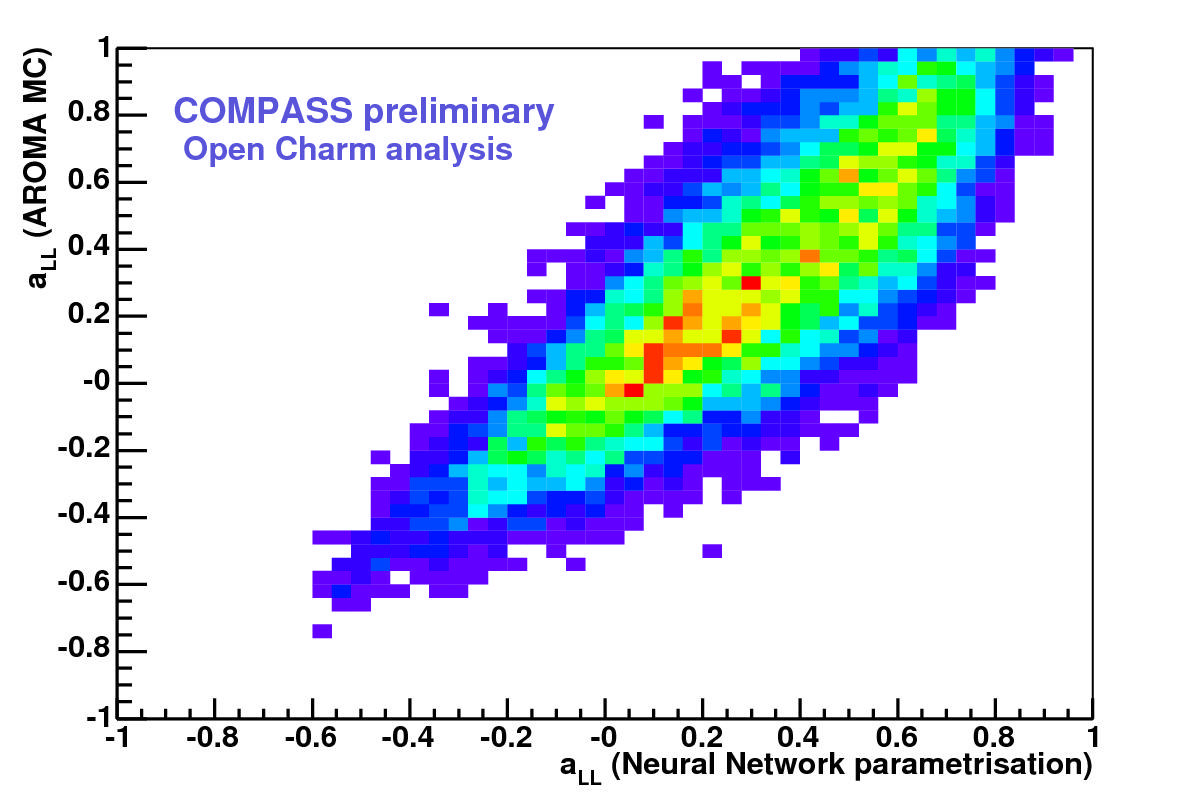 COMPASS preliminary
Open Charm analysis
a_LL (AROMA MC)
1
0.8
0.6
0.4
0.2
-0
-0.2
-0.4
-0.6
-0.8
-1
-1 -0.8 -0.6 -0.4 -0.2 -0 0.2 0.4 0.6 0.8 1
a_LL (Neural Network parametrisation)